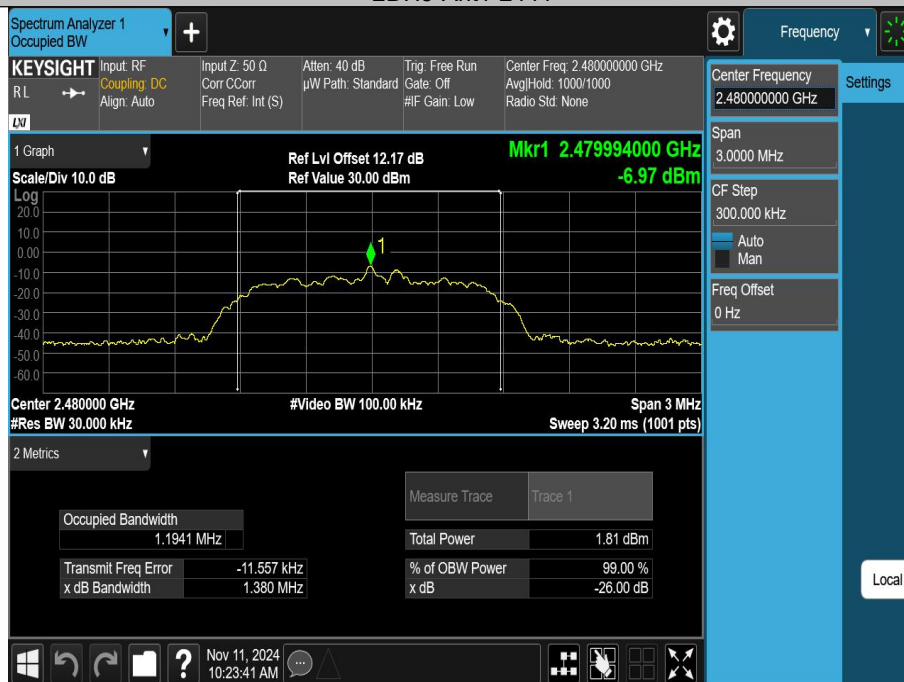 Spectrum Analyzer 1
Occupied BW
Frequency
KEYSIGHT
RL
LXI
Input: RF
Coupling: DC
Align: Auto
Input Z: 50 Ω
Corr CCorr
Freq Ref: Int (S)
Atten: 40 dB
µW Path: Standard
Trig: Free Run
Gate: Off
#IF Gain: Low
Center Freq: 2.480000000 GHz
Avg|Hold: 1000/1000
Radio Std: None
Center Frequency
2.480000000 GHz
Settings
Span
3.0000 MHz
CF Step
300.000 kHz
Auto
Man
Freq Offset
0 Hz
Local
1 Graph
Scale/Div 10.0 dB
Ref Lvl Offset 12.17 dB
Ref Value 30.00 dBm
Mkr1 2.479994000 GHz
-6.97 dBm
Log
20.0
10.0
0.00
-10.0
-20.0
-30.0
-40.0
-50.0
-60.0
1
Center 2.480000 GHz
#Video BW 100.00 kHz
Span 3 MHz
#Res BW 30.000 kHz
Sweep 3.20 ms (1001 pts)
2 Metrics
Measure Trace Trace 1
Occupied Bandwidth
1.1941 MHz
Total Power 1.81 dBm
Transmit Freq Error -11.557 kHz
% of OBW Power 99.00 %
x dB Bandwidth 1.380 MHz
x dB -26.00 dB
?
Nov 11, 2024
10:23:41 AM